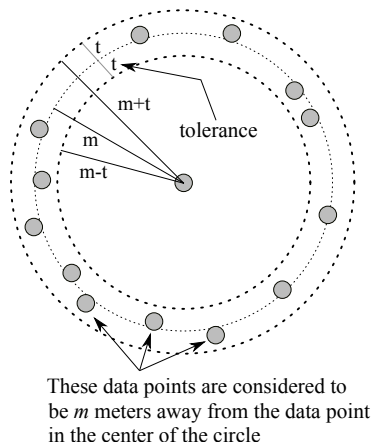 t
t
m+t
tolerance
m
m-t
These data points are considered to
be m meters away from the data point
in the center of the circle